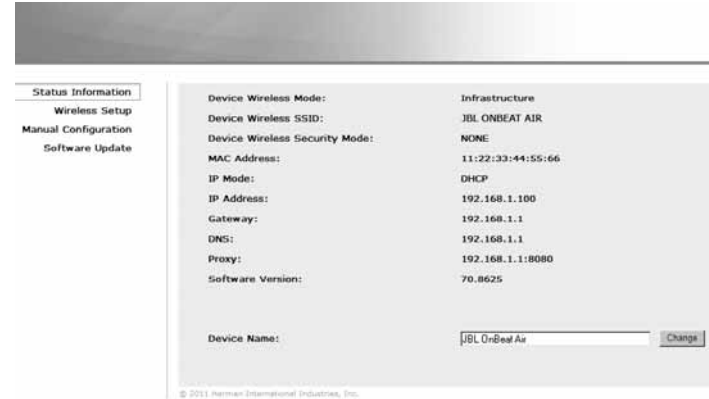 Status Information
Wireless Setup
Manual Configuration
Software Update
Device Wireless Mode: Infrastructure
Device Wireless SSID: JBL ONBEAT AIR
Device Wireless Security Mode: NONE
MAC Address: 11:22:33:44:55:66
IP Mode: DHCP
IP Address: 192.168.1.100
Gateway: 192.168.1.1
DNS: 192.168.1.1
Proxy: 192.168.1.1:8080
Software Version: 70.8625
Device Name: JBL OnBeat Air Change
© 2011 Harman International Industries, Inc.